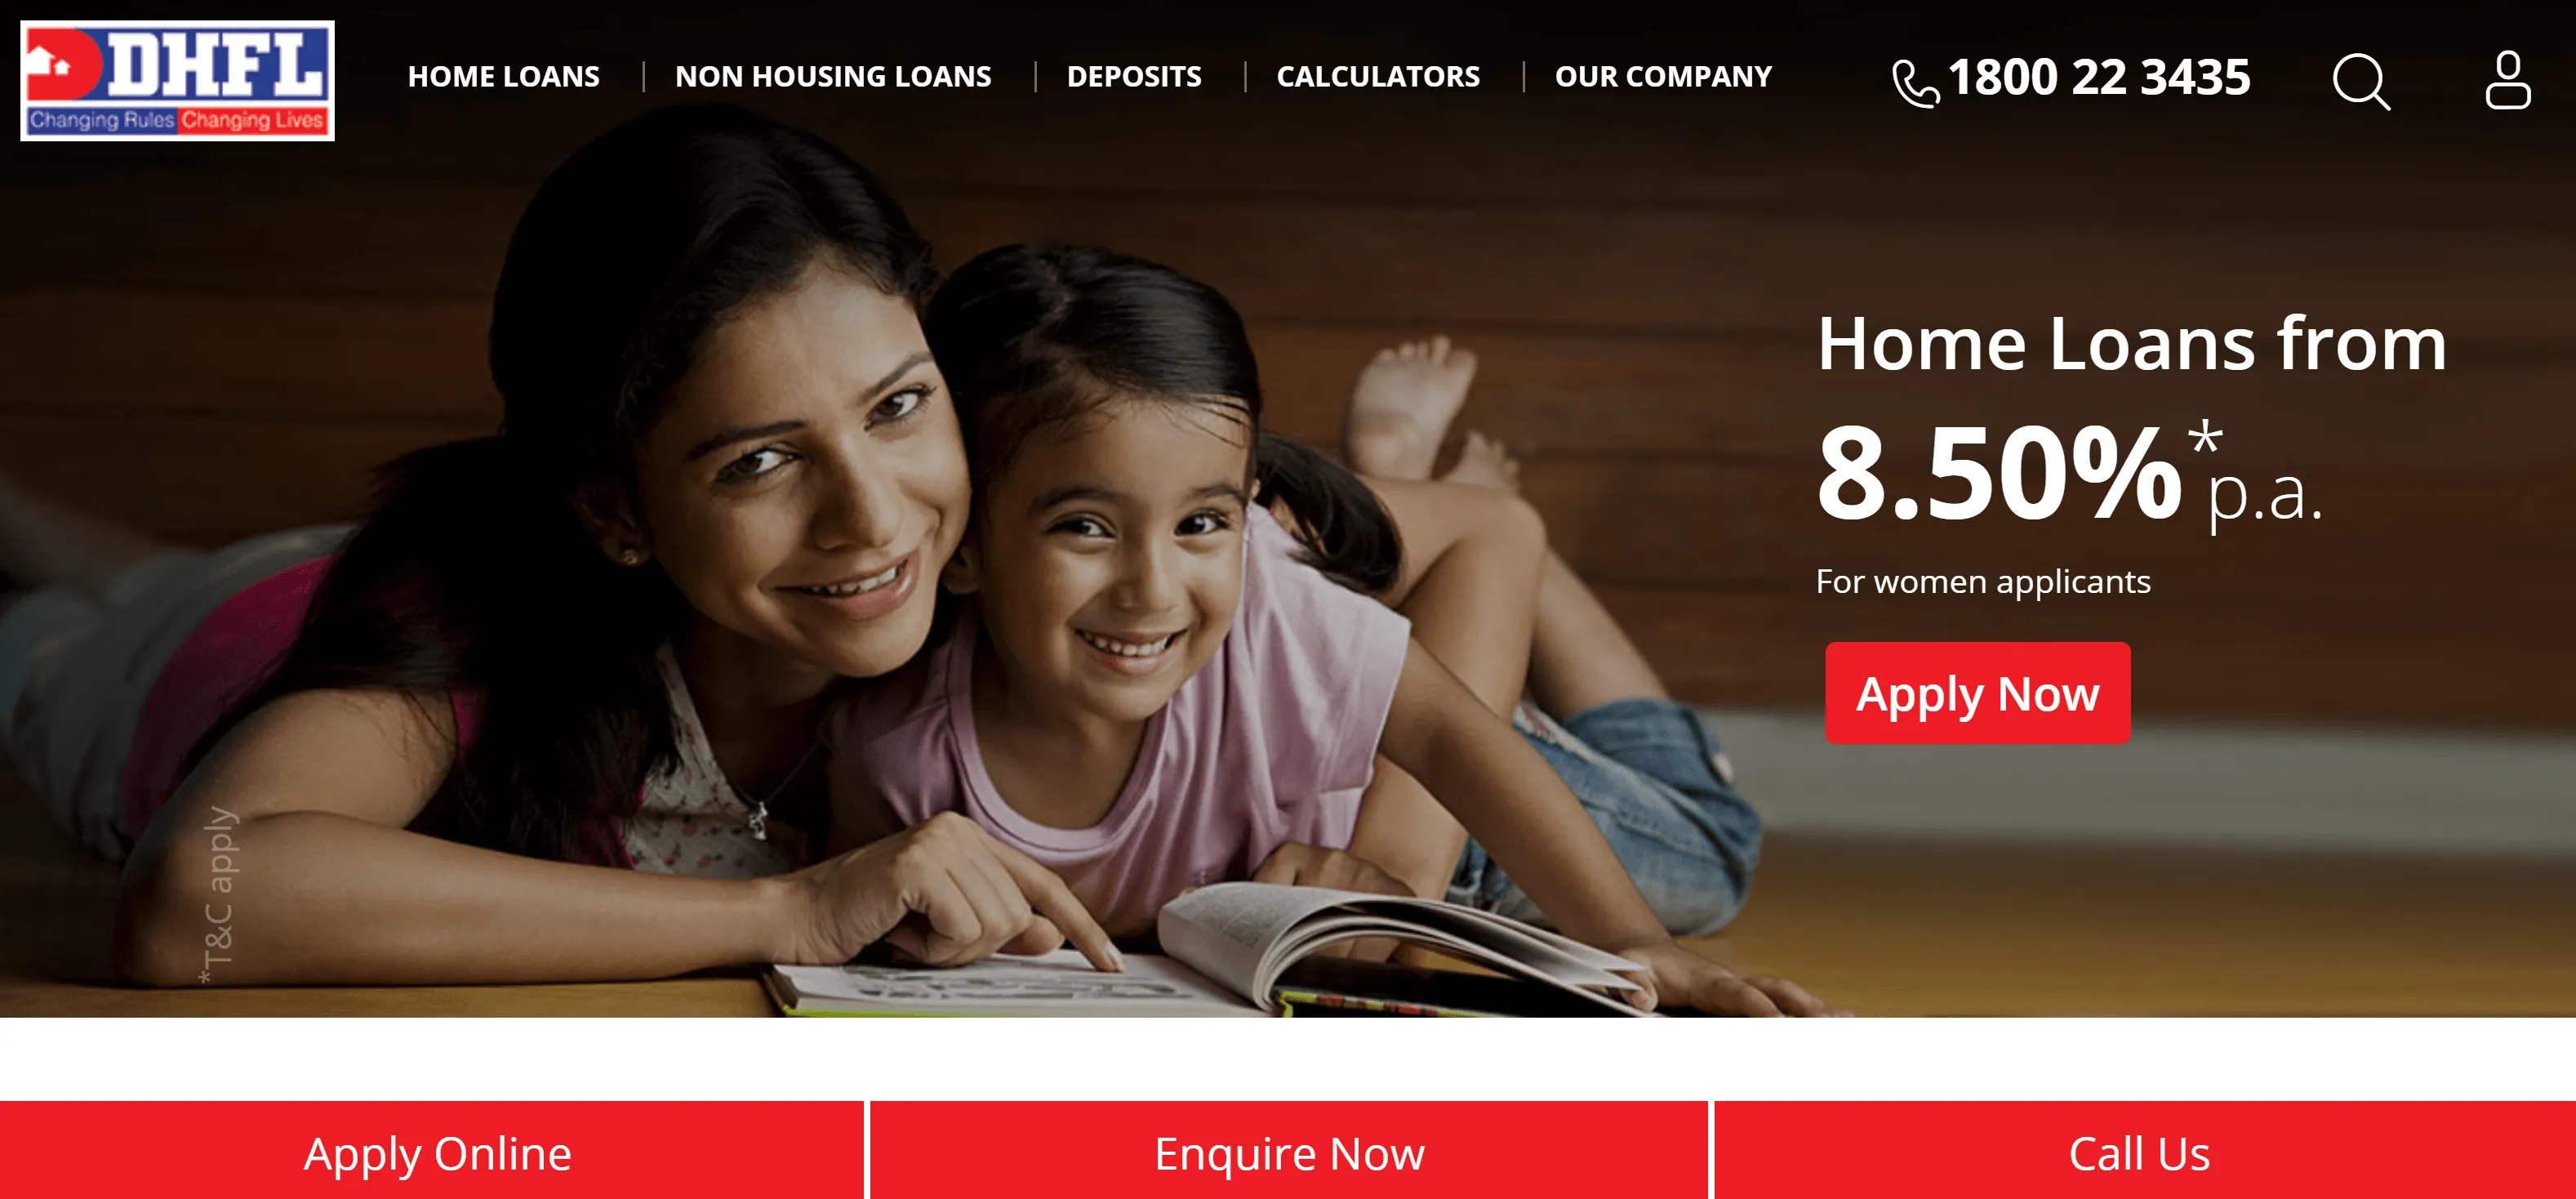 DHFL
Changing Rules Changing Lives
HOME LOANS
NON HOUSING LOANS
DEPOSITS
CALCULATORS
OUR COMPANY
1800 22 3435
Home Loans from
8.50%* p.a.
For women applicants
Apply Now
*T&C apply
Apply Online
Enquire Now
Call Us